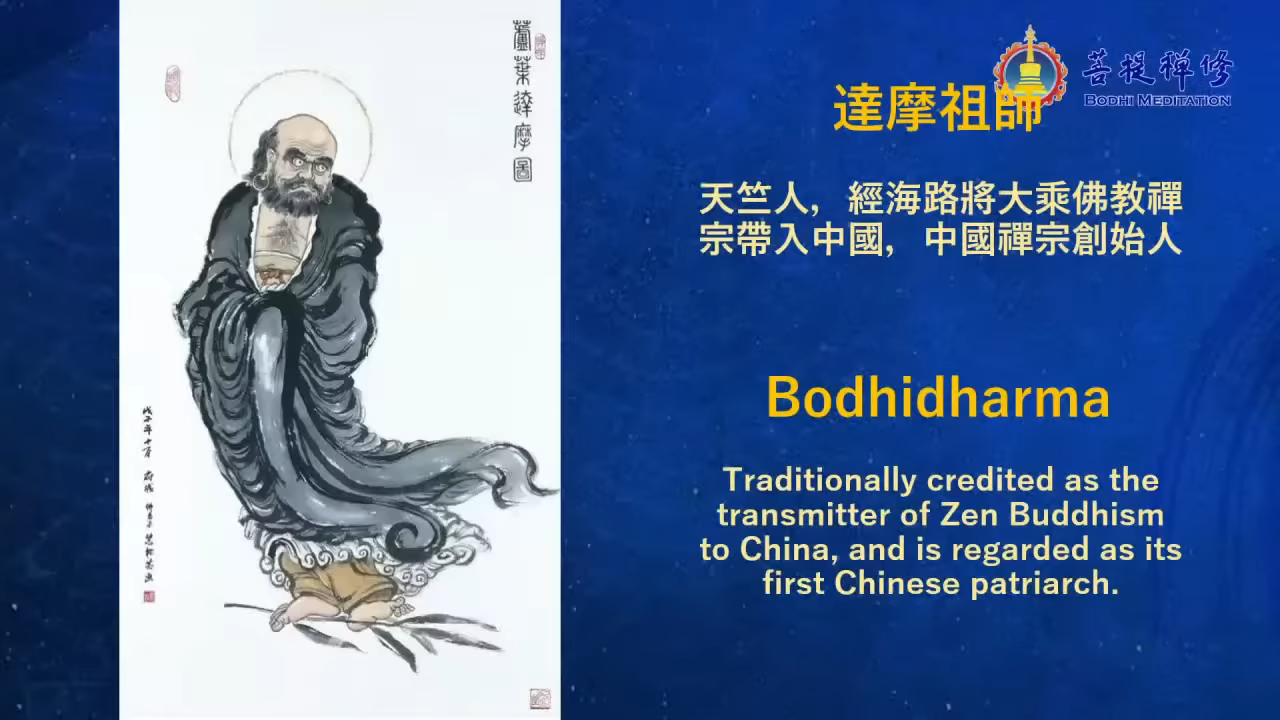 蘆葉達摩圖
達摩祖師
菩提禪修
BODHI MEDITATION
天竺人，經海路將大乘佛教禪
宗帶入中國，中國禪宗創始人
Bodhidharma
Traditionally credited as the
transmitter of Zen Buddhism
to China, and is regarded as its
first Chinese patriarch.